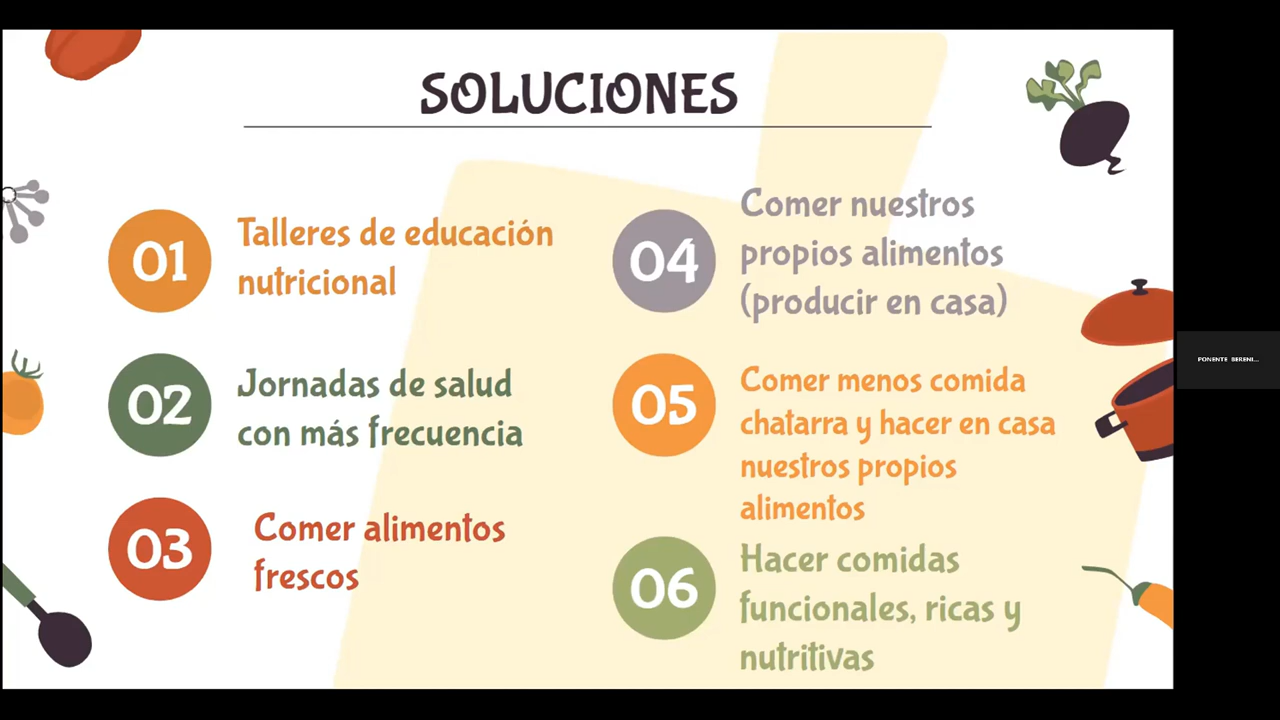 SOLUCIONES
01
Talleres de educación
nutricional
02
Jornadas de salud
con más frecuencia
03
Comer alimentos
frescos
04
Comer nuestros
propios alimentos
(producir en casa)
05
Comer menos comida
chatarra y hacer en casa
nuestros propios
alimentos
06
Hacer comidas
funcionales, ricas y
nutritivas
PONENTE BERENI...